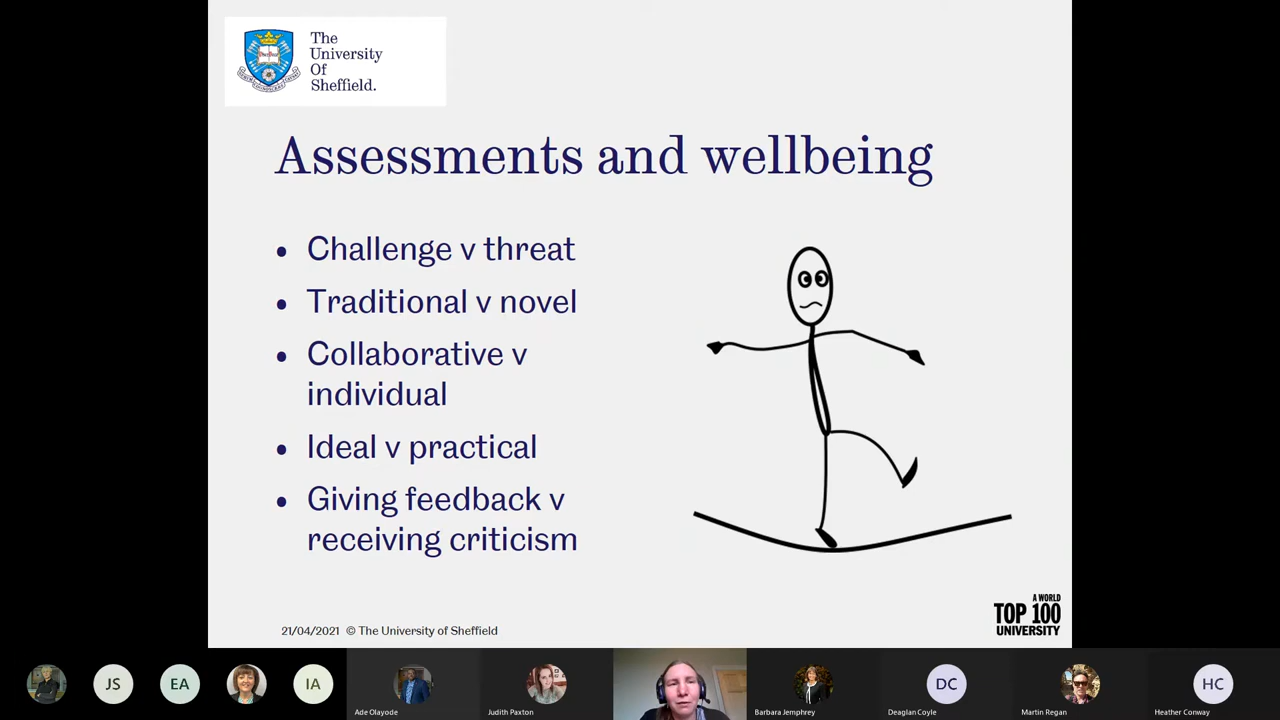 The
University
Of
Sheffield.
Assessments and wellbeing
• Challenge v threat
• Traditional v novel
• Collaborative v
individual
• Ideal v practical
• Giving feedback v
receiving criticism
21/04/2021 © The University of Sheffield
A WORLD
TOP 100
UNIVERSITY
JS
EA
IA
Ade Olayode
Judith Paxton
Barbara Jemphrey
DC
Deaglan Coyle
Martin Regan
HC
Heather Conway